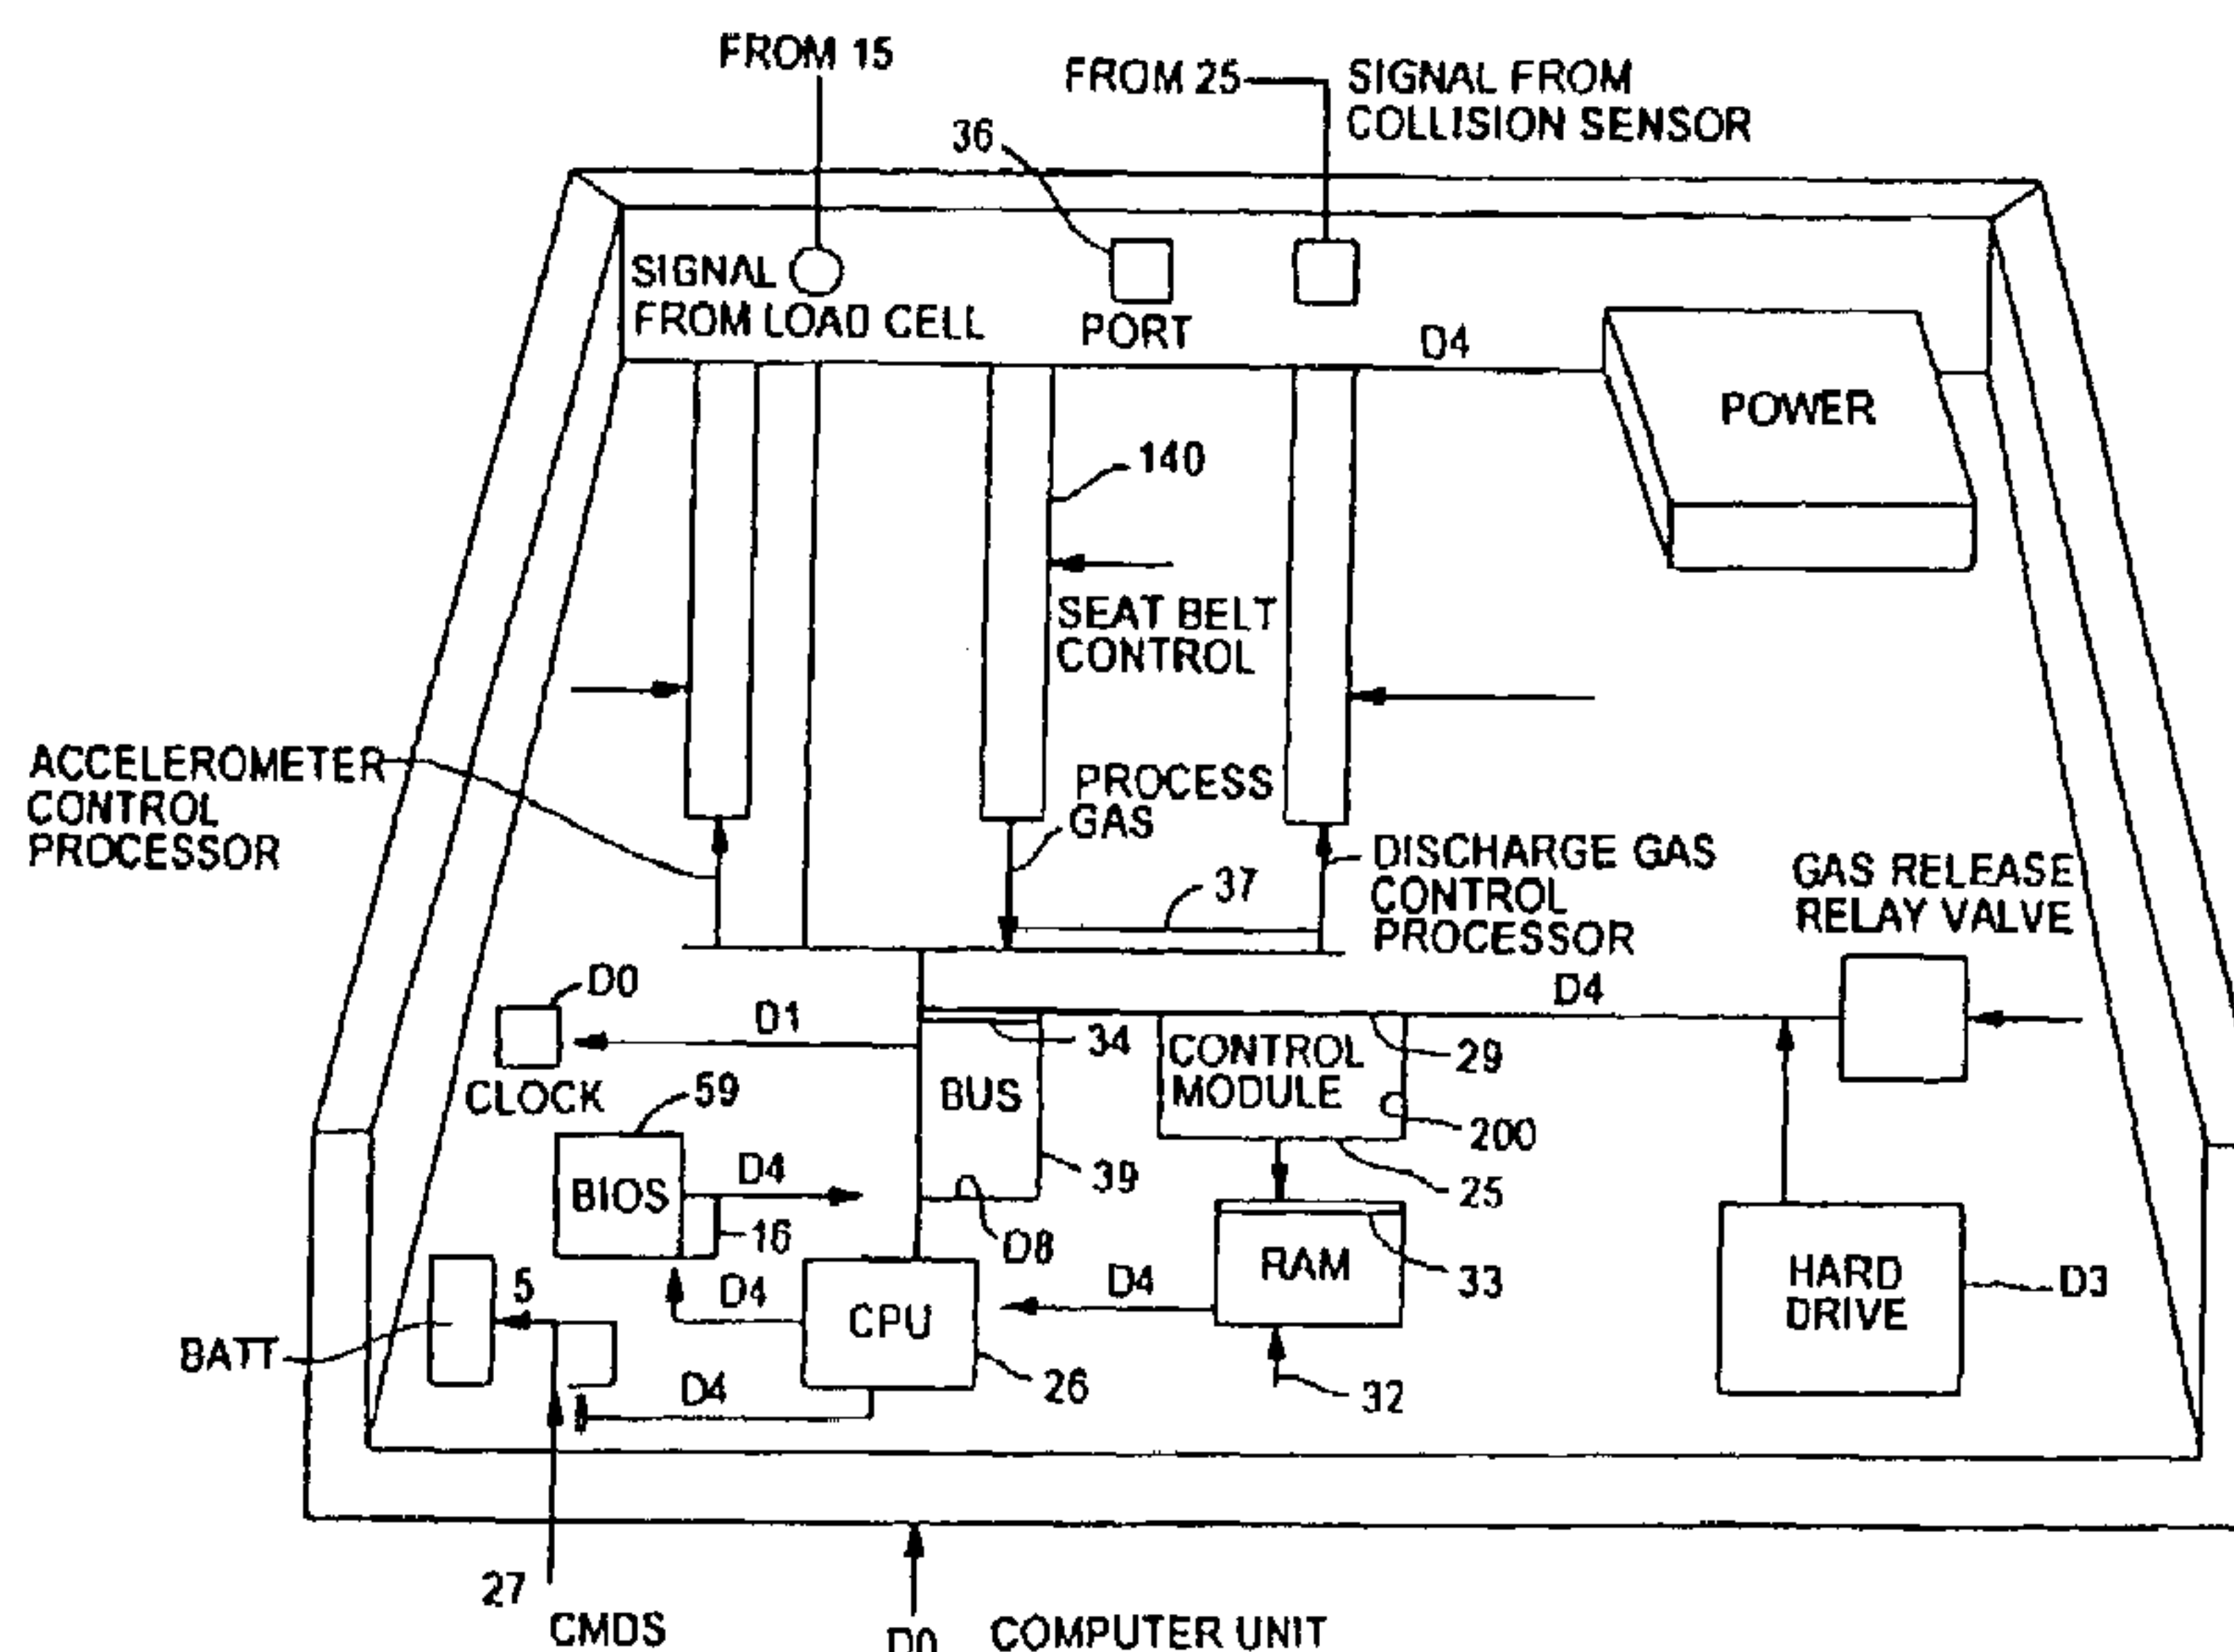 FROM 15
FROM 25
SIGNAL FROM
COLLISION SENSOR
36
SIGNAL
FROM LOAD CELL
PORT
D4
POWER
140
SEAT BELT
CONTROL
ACCELEROMETER
CONTROL
PROCESSOR
PROCESS
GAS
DISCHARGE GAS
CONTROL
PROCESSOR
37
GAS RELEASE
RELAY VALVE
D0
D1
D4
CLOCK
34
CONTROL
MODULE
29
BUS
59
200
BIOS
D4
39
25
16
D8
RAM
33
HARD
DRIVE
D3
5
D4
CPU
D4
BATT
D4
26
32
27
CMDS
D0
COMPUTER UNIT